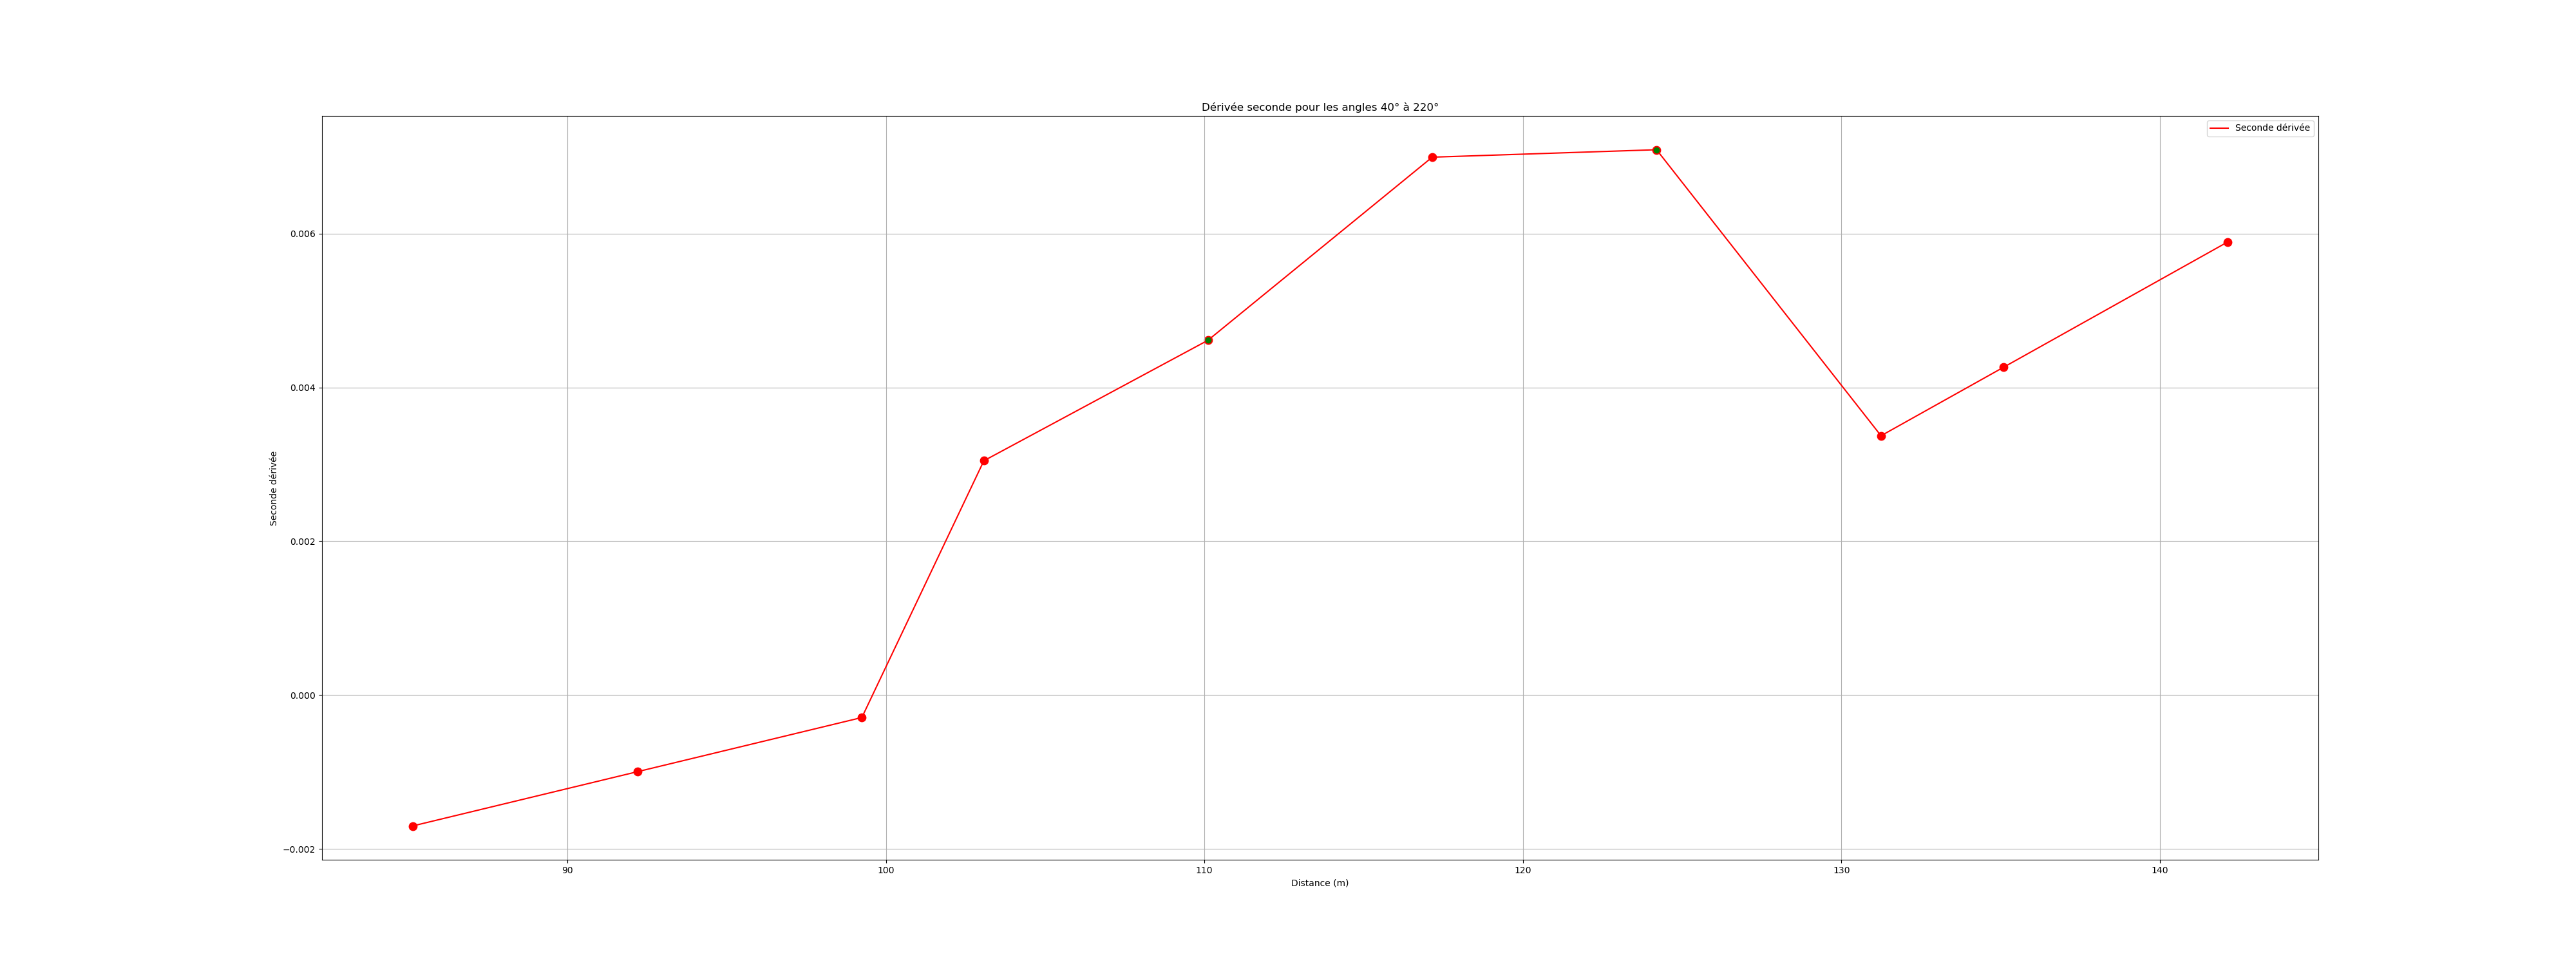 Dérivée seconde pour les angles 40° à 220°
Seconde dérivée
0.006
0.004
0.002
0.000
−0.002
Seconde dérivée
90 100 110 120 130 140
Distance (m)